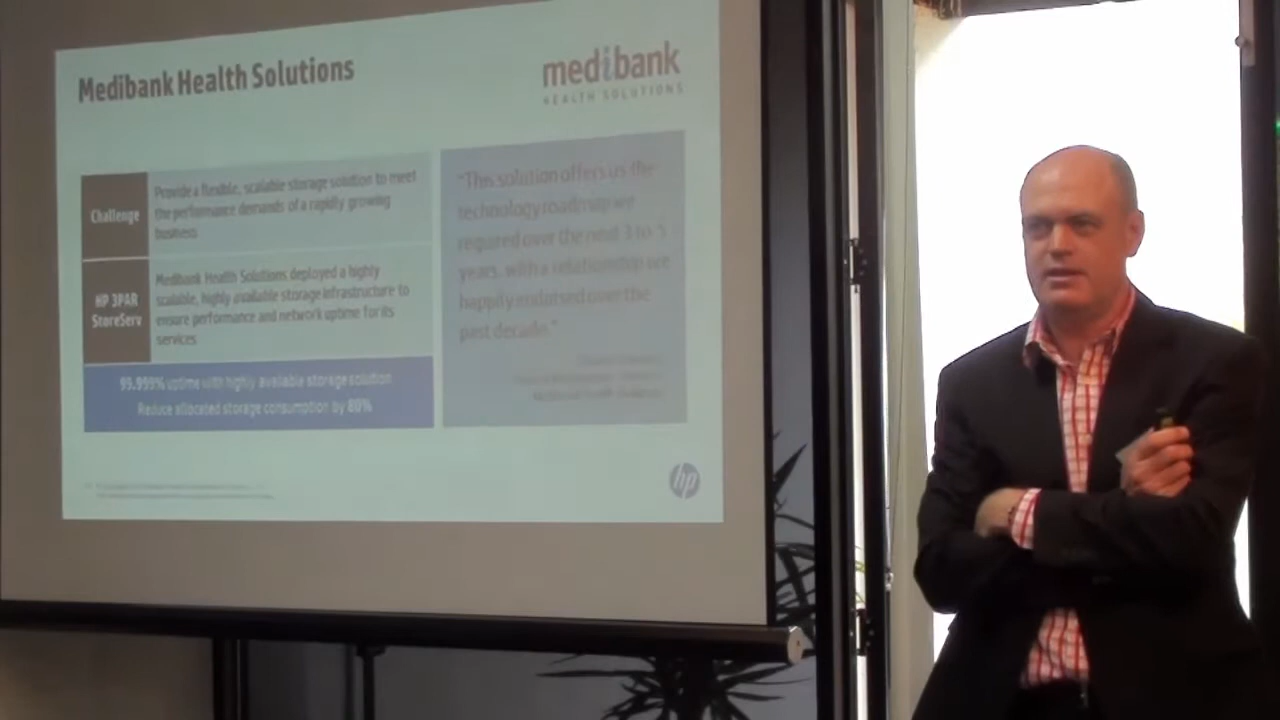 Medibank Health Solutions
medibank
HEALTH SOLUTIONS
Challenge
Provide a flexible, scalable storage solution to meet
the performance demands of a rapidly growing
business
HP 3PAR
StoreServ
Medibank Health Solutions deployed a highly
scalable, highly available storage infrastructure to
ensure performance and network uptime for its
services
99.999% uptime with highly available storage solution
Reduce allocated storage consumption by 80%
"This solution offers us the
technology roadmap we
required over the next 3 to 5
years, with a relationship we
happily endorsed over the
past decade."
hp